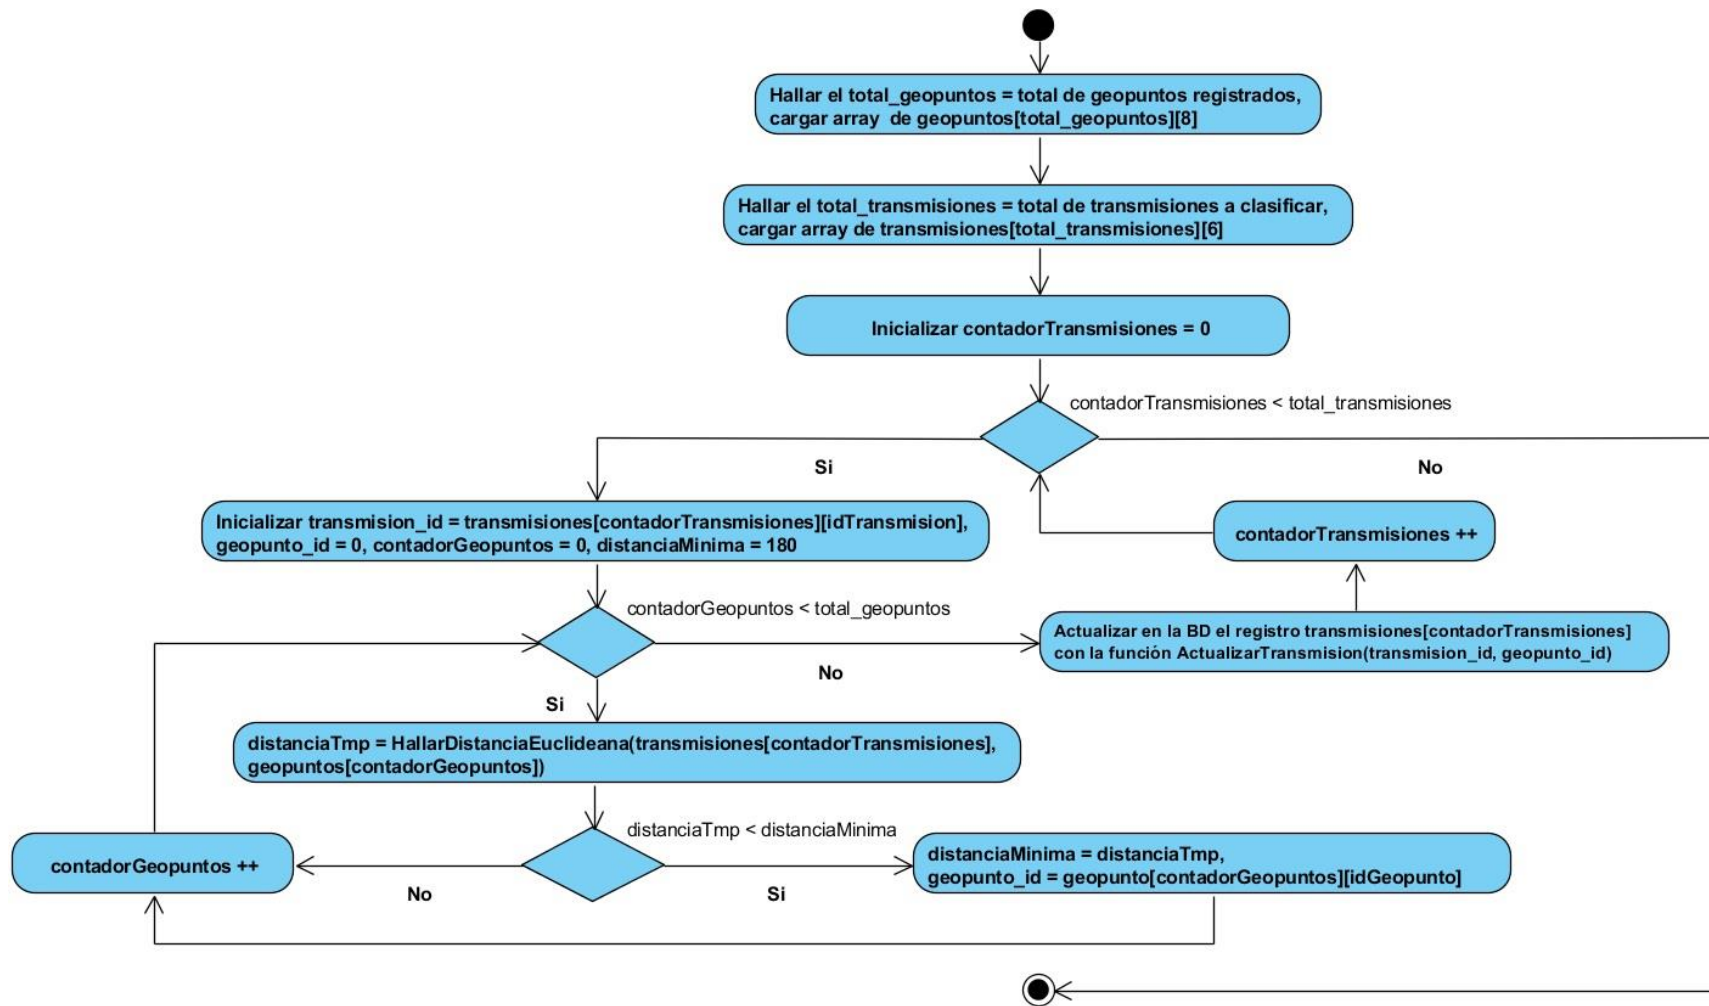 Hallar el total_geopuntos = total de geopuntos registrados,
cargar array de geopuntos[total_geopuntos][8]
Hallar el total_transmisiones = total de transmisiones a clasificar,
cargar array de transmisiones[total_transmisiones][6]
Inicializar contadorTransmisiones = 0
contadorTransmisiones < total_transmisiones
Si
No
Inicializar transmision_id = transmisiones[contadorTransmisiones][idTransmision],
geopunto_id = 0, contadorGeopuntos = 0, distanciaMinima = 180
contadorTransmisiones ++
contadorGeopuntos < total_geopuntos
Actualizar en la BD el registro transmisiones[contadorTransmisiones]
con la función ActualizarTransmision(transmision_id, geopunto_id)
No
Si
distanciaTmp = HallarDistanciaEuclideana(transmisiones[contadorTransmisiones],
geopuntos[contadorGeopuntos])
distanciaTmp < distanciaMinima
contadorGeopuntos ++
No
Si
distanciaMinima = distanciaTmp,
geopunto_id = geopunto[contadorGeopuntos][idGeopunto]